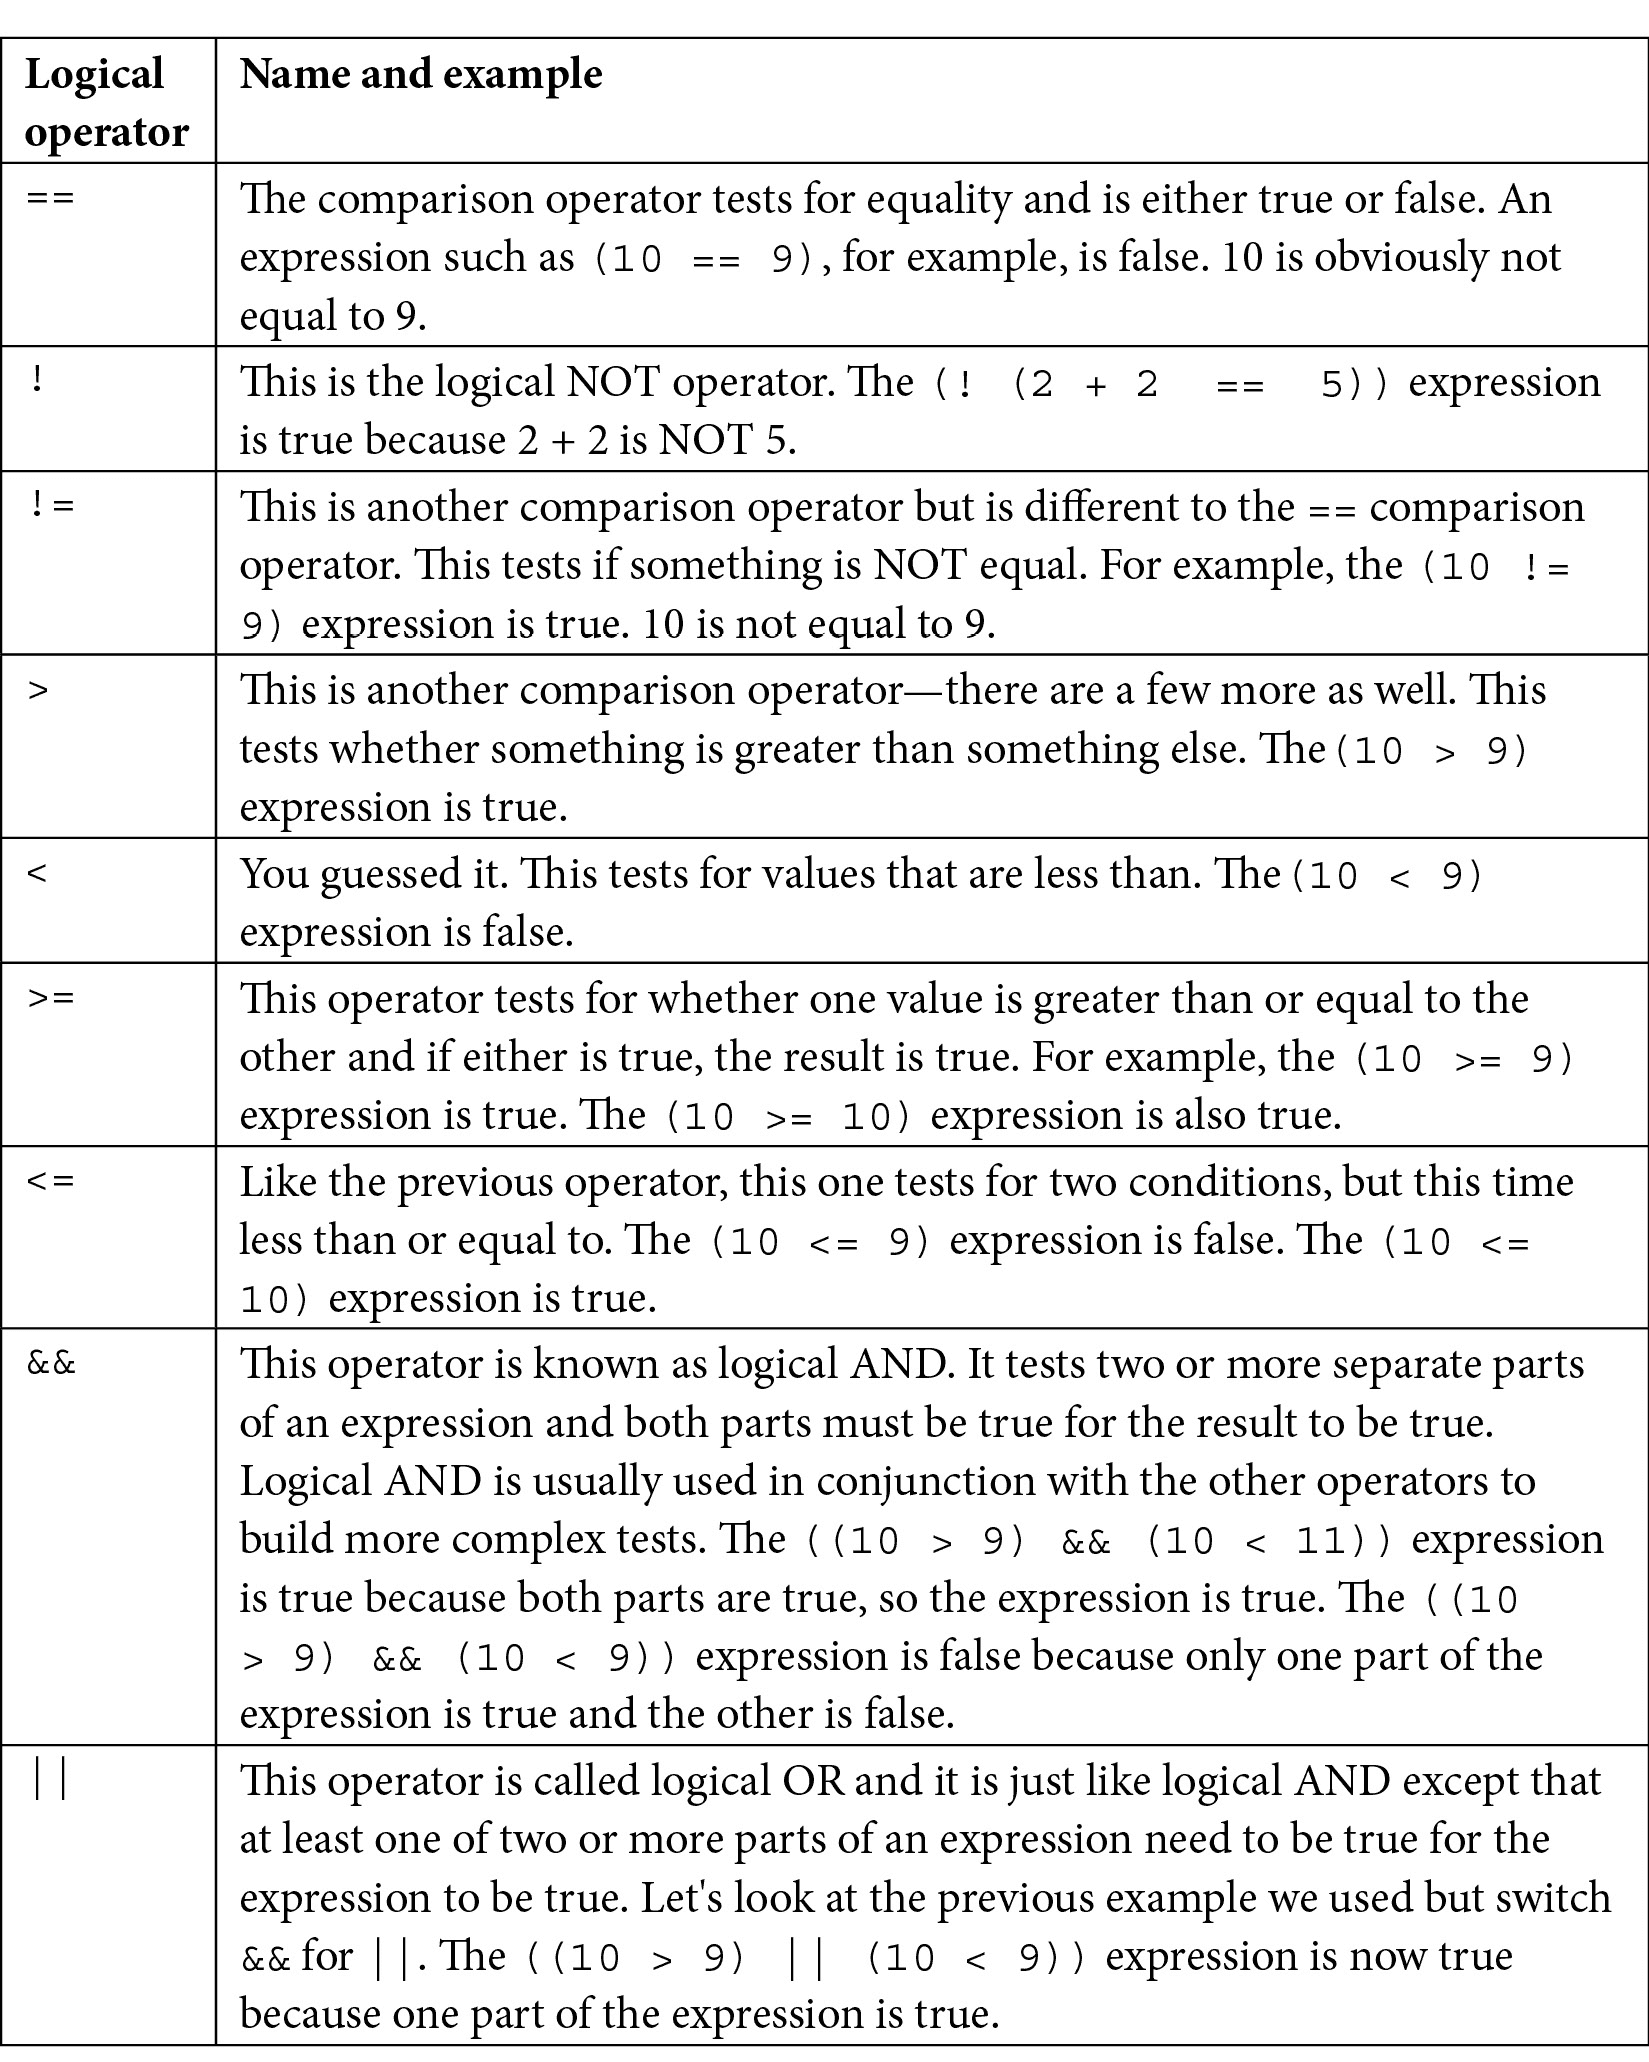 Logical
operator
Name and example
==
The comparison operator tests for equality and is either true or false. An
expression such as (10 == 9), for example, is false. 10 is obviously not
equal to 9.
!
This is the logical NOT operator. The (! (2 + 2  ==  5)) expression
is true because 2 + 2 is NOT 5.
!=
This is another comparison operator but is different to the == comparison
operator. This tests if something is NOT equal. For example, the (10 !=
9) expression is true. 10 is not equal to 9.
>
This is another comparison operator—there are a few more as well. This
tests whether something is greater than something else. The (10 > 9)
expression is true.
<
You guessed it. This tests for values that are less than. The (10 < 9)
expression is false.
>=
This operator tests for whether one value is greater than or equal to the
other and if either is true, the result is true. For example, the (10 >= 9)
expression is true. The (10 >= 10) expression is also true.
<=
Like the previous operator, this one tests for two conditions, but this time
less than or equal to. The (10 <= 9) expression is false. The (10 <=
10) expression is true.
&&
This operator is known as logical AND. It tests two or more separate parts
of an expression and both parts must be true for the result to be true.
Logical AND is usually used in conjunction with the other operators to
build more complex tests. The ((10 > 9) && (10 < 11)) expression
is true because both parts are true, so the expression is true. The ((10
> 9) && (10 < 9)) expression is false because only one part of the
expression is true and the other is false.
||
This operator is called logical OR and it is just like logical AND except that
at least one of two or more parts of an expression need to be true for the
expression to be true. Let's look at the previous example we used but switch
&& for ||. The ((10 > 9) || (10 < 9)) expression is now true
because one part of the expression is true.